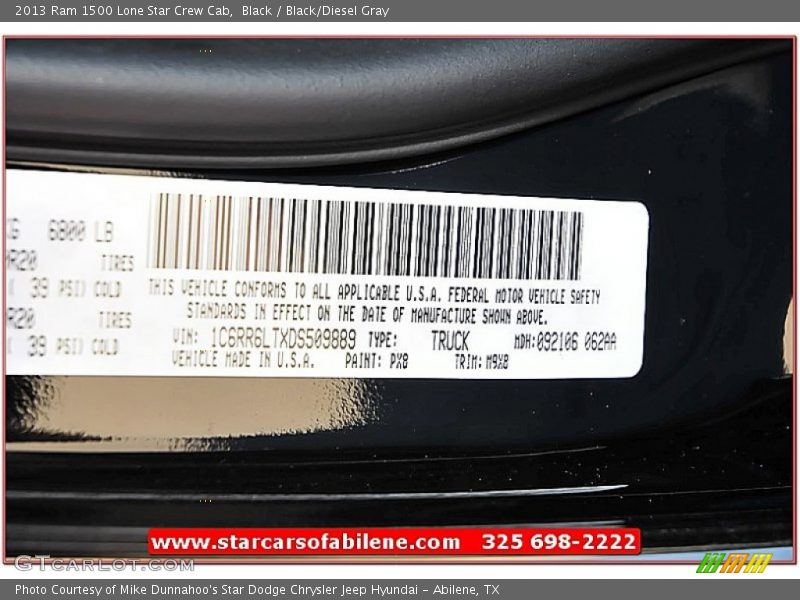 2013 Ram 1500 Lone Star Crew Cab,  Black / Black/Diesel Gray
6800 LB
R20 TIRES
39 PSI) COLD
R20 TIRES
39 PSI) COLD
THIS VEHICLE CONFORMS TO ALL APPLICABLE U.S.A. FEDERAL MOTOR VEHICLE SAFETY
STANDARDS IN EFFECT ON THE DATE OF MANUFACTURE SHOWN ABOVE.
VIN: 1C6RR6LTXDS509889 TYPE: TRUCK MDH:092106 062AA
VEHICLE MADE IN U.S.A. PAINT: PX8 TRIM: M9X8
www.starcarsofabilene.com 325 698-2222
GTCARLOT.COM
Photo Courtesy of Mike Dunnahoo's Star Dodge Chrysler Jeep Hyundai - Abilene, TX